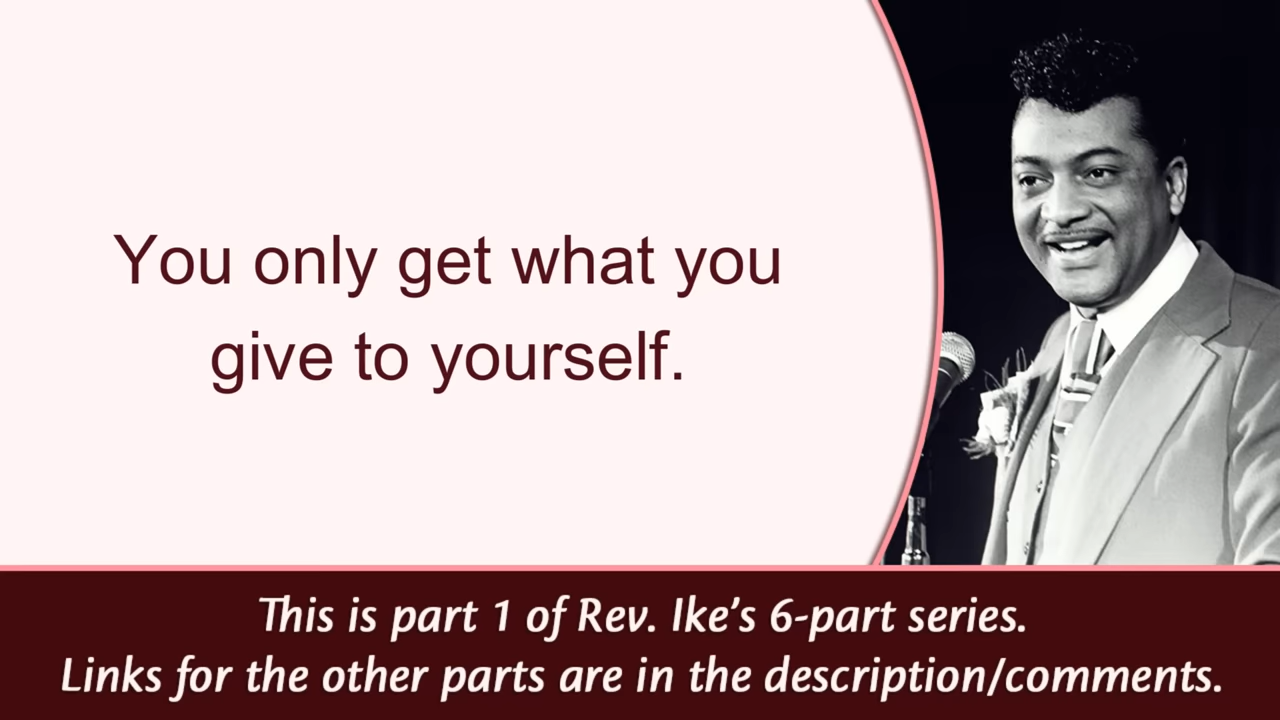 You only get what you
give to yourself.
This is part 1 of Rev. Ike’s 6-part series.
Links for the other parts are in the description/comments.